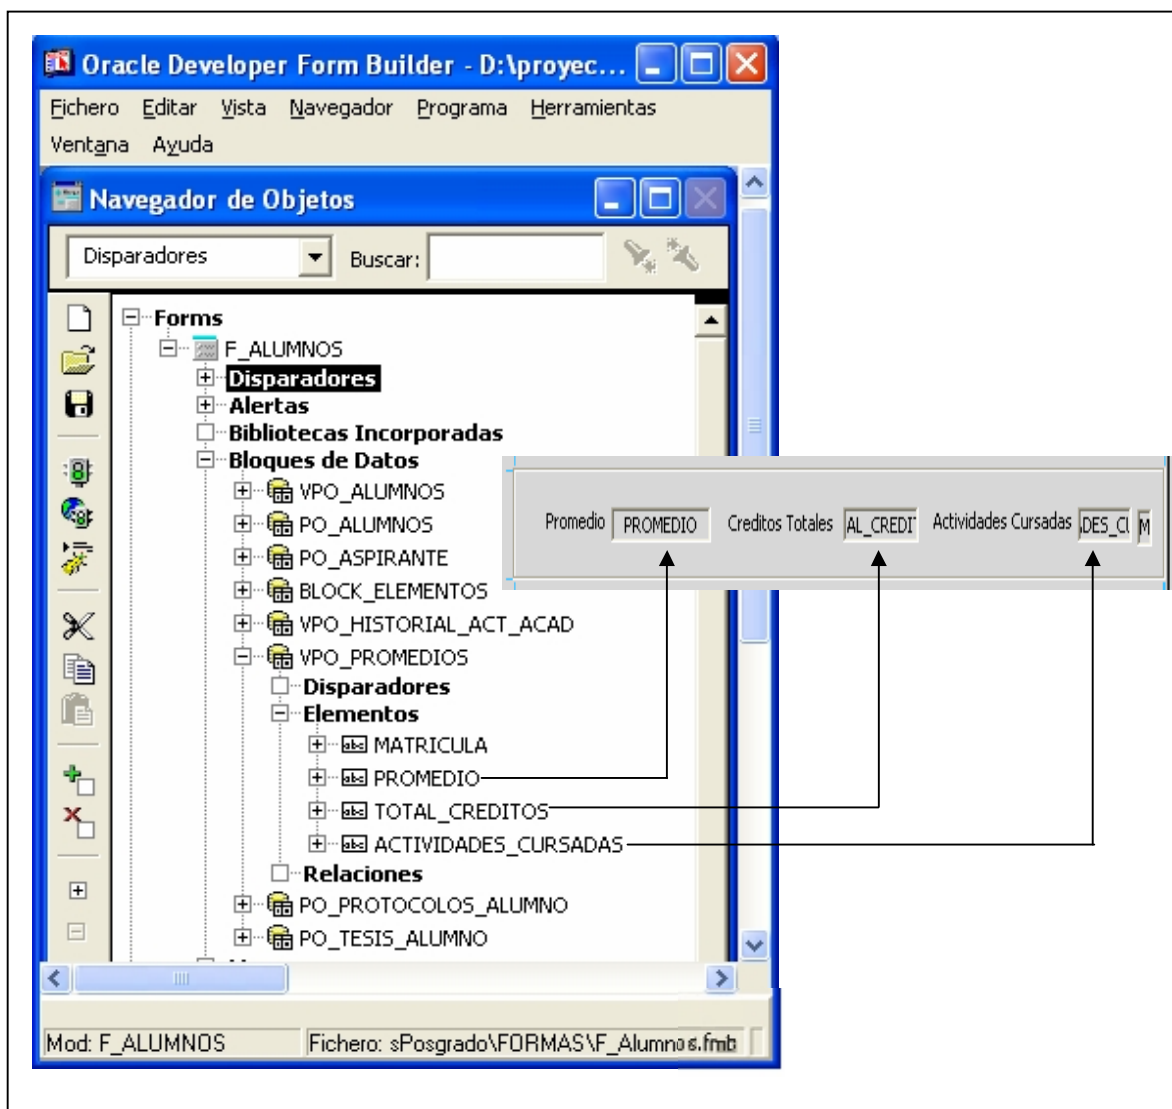 Oracle Developer Form Builder - D:\proyec...
Fichero Editar Vista Navegador Programa Herramientas
Ventana Ayuda
Navegador de Objetos
Disparadores Buscar:
Forms
F_ALUMNOS
Disparadores
Alertas
Bibliotecas Incorporadas
Bloques de Datos
VPO_ALUMNOS
PO_ALUMNOS
PO_ASPIRANTE
BLOCK_ELEMENTOS
VPO_HISTORIAL_ACT_ACAD
VPO_PROMEDIOS
Disparadores
Elementos
MATRICULA
PROMEDIO
TOTAL_CREDITOS
ACTIVIDADES_CURSADAS
Relaciones
PO_PROTOCOLOS_ALUMNO
PO_TESIS_ALUMNO
Promedio PROMEDIO Creditos Totales AL_CREDIT Actividades Cursadas DES_CU M
Mod: F_ALUMNOS Fichero: sPosgrado\FORMAS\F_Alumnos.fmb